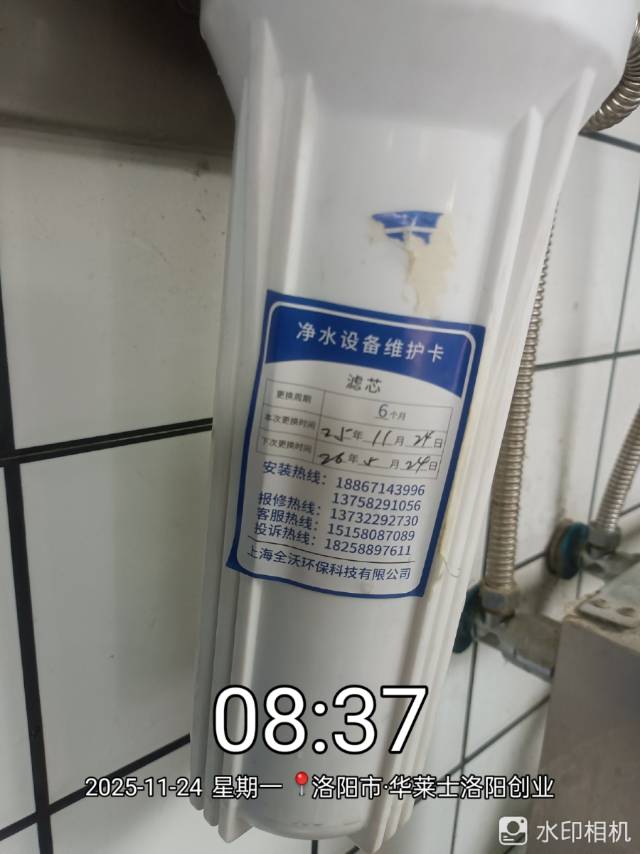 净水设备维护卡
滤芯
更换周期 6个月
本次更换时间 25年 11月 24日
下次更换时间 26年 5月 24日
安装热线：18867143996
13758291056
报修热线：13732292730
客服热线：15158087089
投诉热线：18258897611
上海全沃环保科技有限公司
08:37
2025-11-24 星期一 洛阳市·华莱士洛阳创业
水印相机